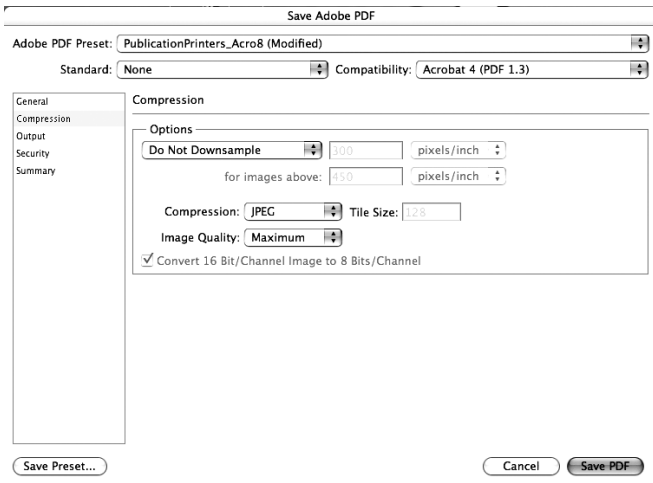 Save Adobe PDF
Adobe PDF Preset: PublicationPrinters_Acro8 (Modified)
Standard: None Compatibility: Acrobat 4 (PDF 1.3)
General
Compression
Output
Security
Summary
Compression
Options
Do Not Downsample 300 pixels/inch
for images above: 450 pixels/inch
Compression: JPEG Tile Size: 128
Image Quality: Maximum
Convert 16 Bit/Channel Image to 8 Bits/Channel
Save Preset... Cancel Save PDF